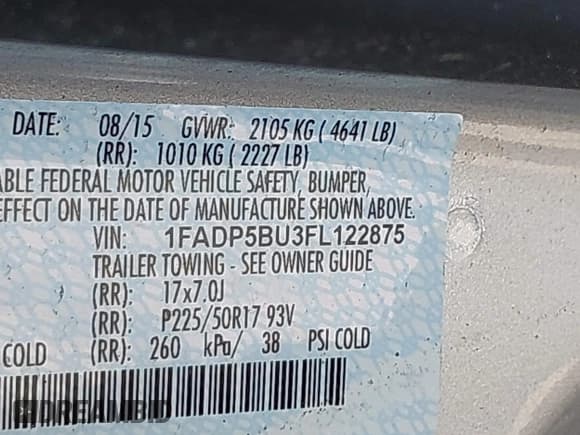 DATE: 08/15 GVWR: 2105 KG ( 4641 LB)
(RR): 1010 KG ( 2227 LB)
ABLE FEDERAL MOTOR VEHICLE SAFETY, BUMPER,
EFFECT ON THE DATE OF MANUFACTURE SHOWN ABOVE.
VIN: 1FADP5BU3FL122875
TRAILER TOWING - SEE OWNER GUIDE
(RR): 17x7.0J
(RR): P225/50R17 93V
COLD (RR): 260 kPa/ 38 PSI COLD
DREAMBID